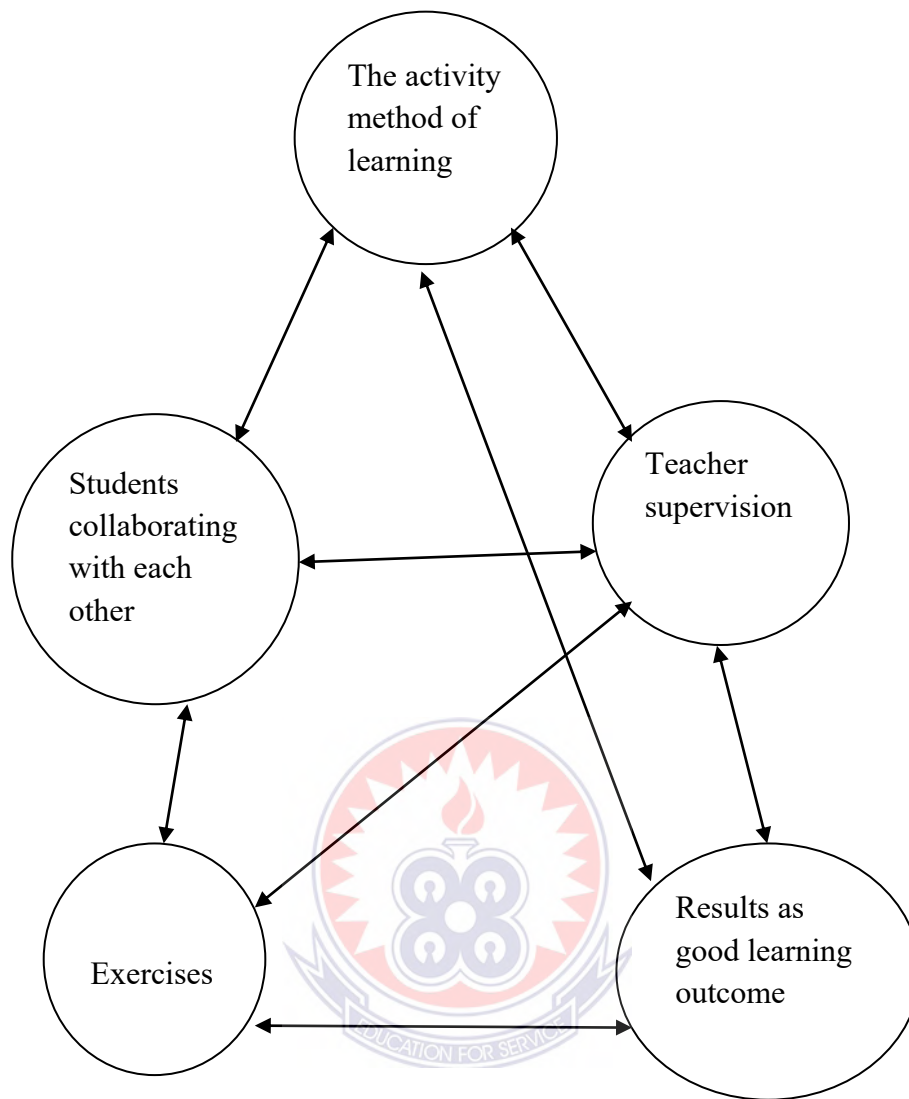 The activity
method of
learning
Students
collaborating
with each
other
Teacher
supervision
Exercises
Results as
good learning
outcome
EDUCATION FOR SERVICE